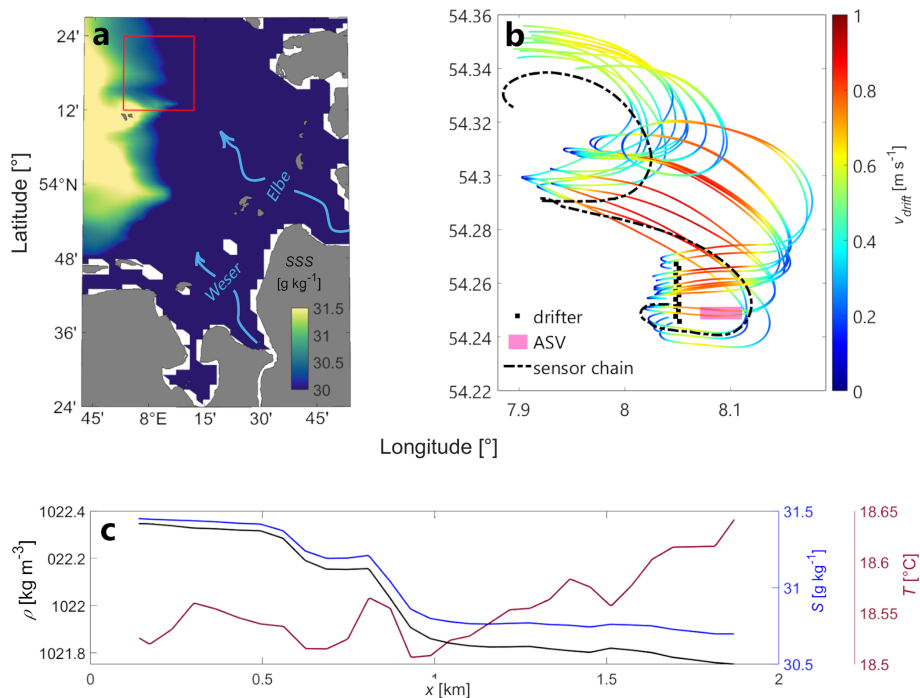 a
24'
12'
54°N
48'
36'
24'
Latitude [°]
45'
8°E
15'
30'
45'
Elbe
Weser
SSS
[g kg⁻¹]
31.5
31
30.5
30
b
54.36
54.34
54.32
54.3
54.28
54.26
54.24
54.22
7.9
8
8.1
drifter
ASV
sensor chain
1
0.8
0.6
0.4
0.2
0
v_drift [m s⁻¹]
Longitude [°]
c
1022.4
022.2
1022
1021.8
ρ [kg m⁻³]
0
0.5
1
1.5
2
x [km]
31.5
31
30.5
S [g kg⁻¹]
18.65
18.6
18.55
18.5
T [°C]